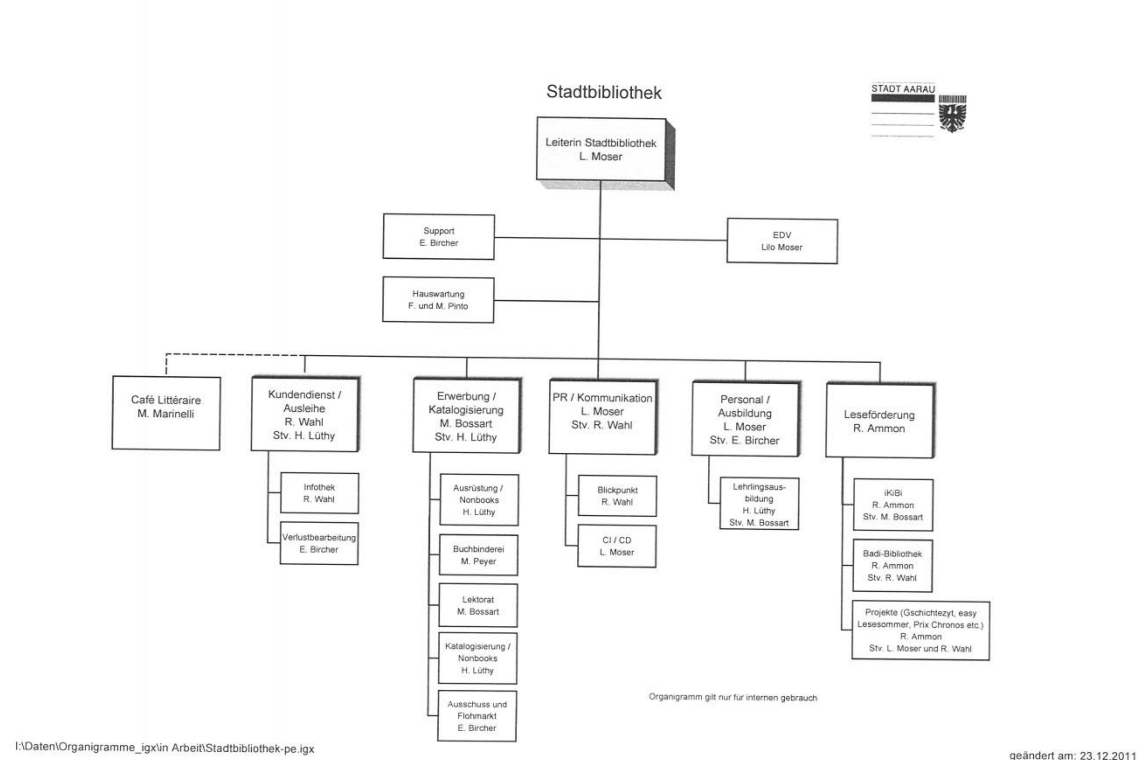 Stadtbibliothek
STADT AARAU
Leiterin Stadtbibliothek
L. Moser
Support
E. Bircher
EDV
Lilo Moser
Hauswartung
F. und M. Pinto
Café Littéraire
M. Marinelli
Kundendienst /
Ausleihe
R. Wahl
Stv. H. Lüthy
Erwerbung /
Katalogisierung
M. Bossart
Stv. H. Lüthy
PR / Kommunikation
L. Moser
Stv. R. Wahl
Personal /
Ausbildung
L. Moser
Stv. E. Bircher
Leseförderung
R. Ammon
Infothek
R. Wahl
Verlustbearbeitung
E. Bircher
Ausrüstung /
Nonbooks
H. Lüthy
Buchbinderei
M. Peyer
Lektorat
M. Bossart
Katalogisierung /
Nonbooks
H. Lüthy
Ausschuss und
Flohmarkt
E. Bircher
Blickpunkt
R. Wahl
CI / CD
L. Moser
Lehrlingsaus-
bildung
H. Lüthy
Stv. M. Bossart
iKiBi
R. Ammon
Stv. M. Bossart
Badi-Bibliothek
R. Ammon
Stv. R. Wahl
Projekte (Gschichtezyt, easy
Lesesommer, Prix Chronos etc.)
R. Ammon
Stv. L. Moser und R. Wahl
Organigramm gilt nur für internen gebrauch
I:\Daten\Organigramme_igx\in Arbeit\Stadtbibliothek-pe.igx
geändert am: 23.12.2011